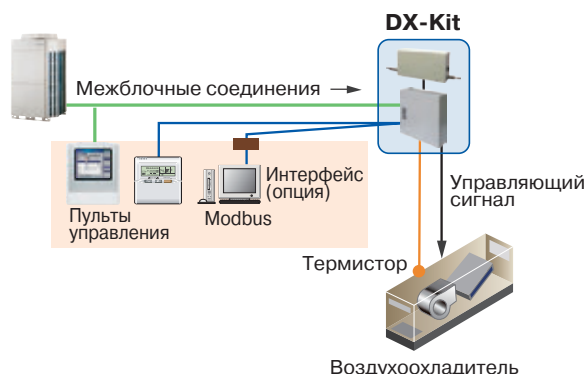 DX-Kit
Межблочные соединения
Интерфейс
(опция)
Modbus
Пульты
управления
Управляющий
сигнал
Термистор
Воздухоохладитель